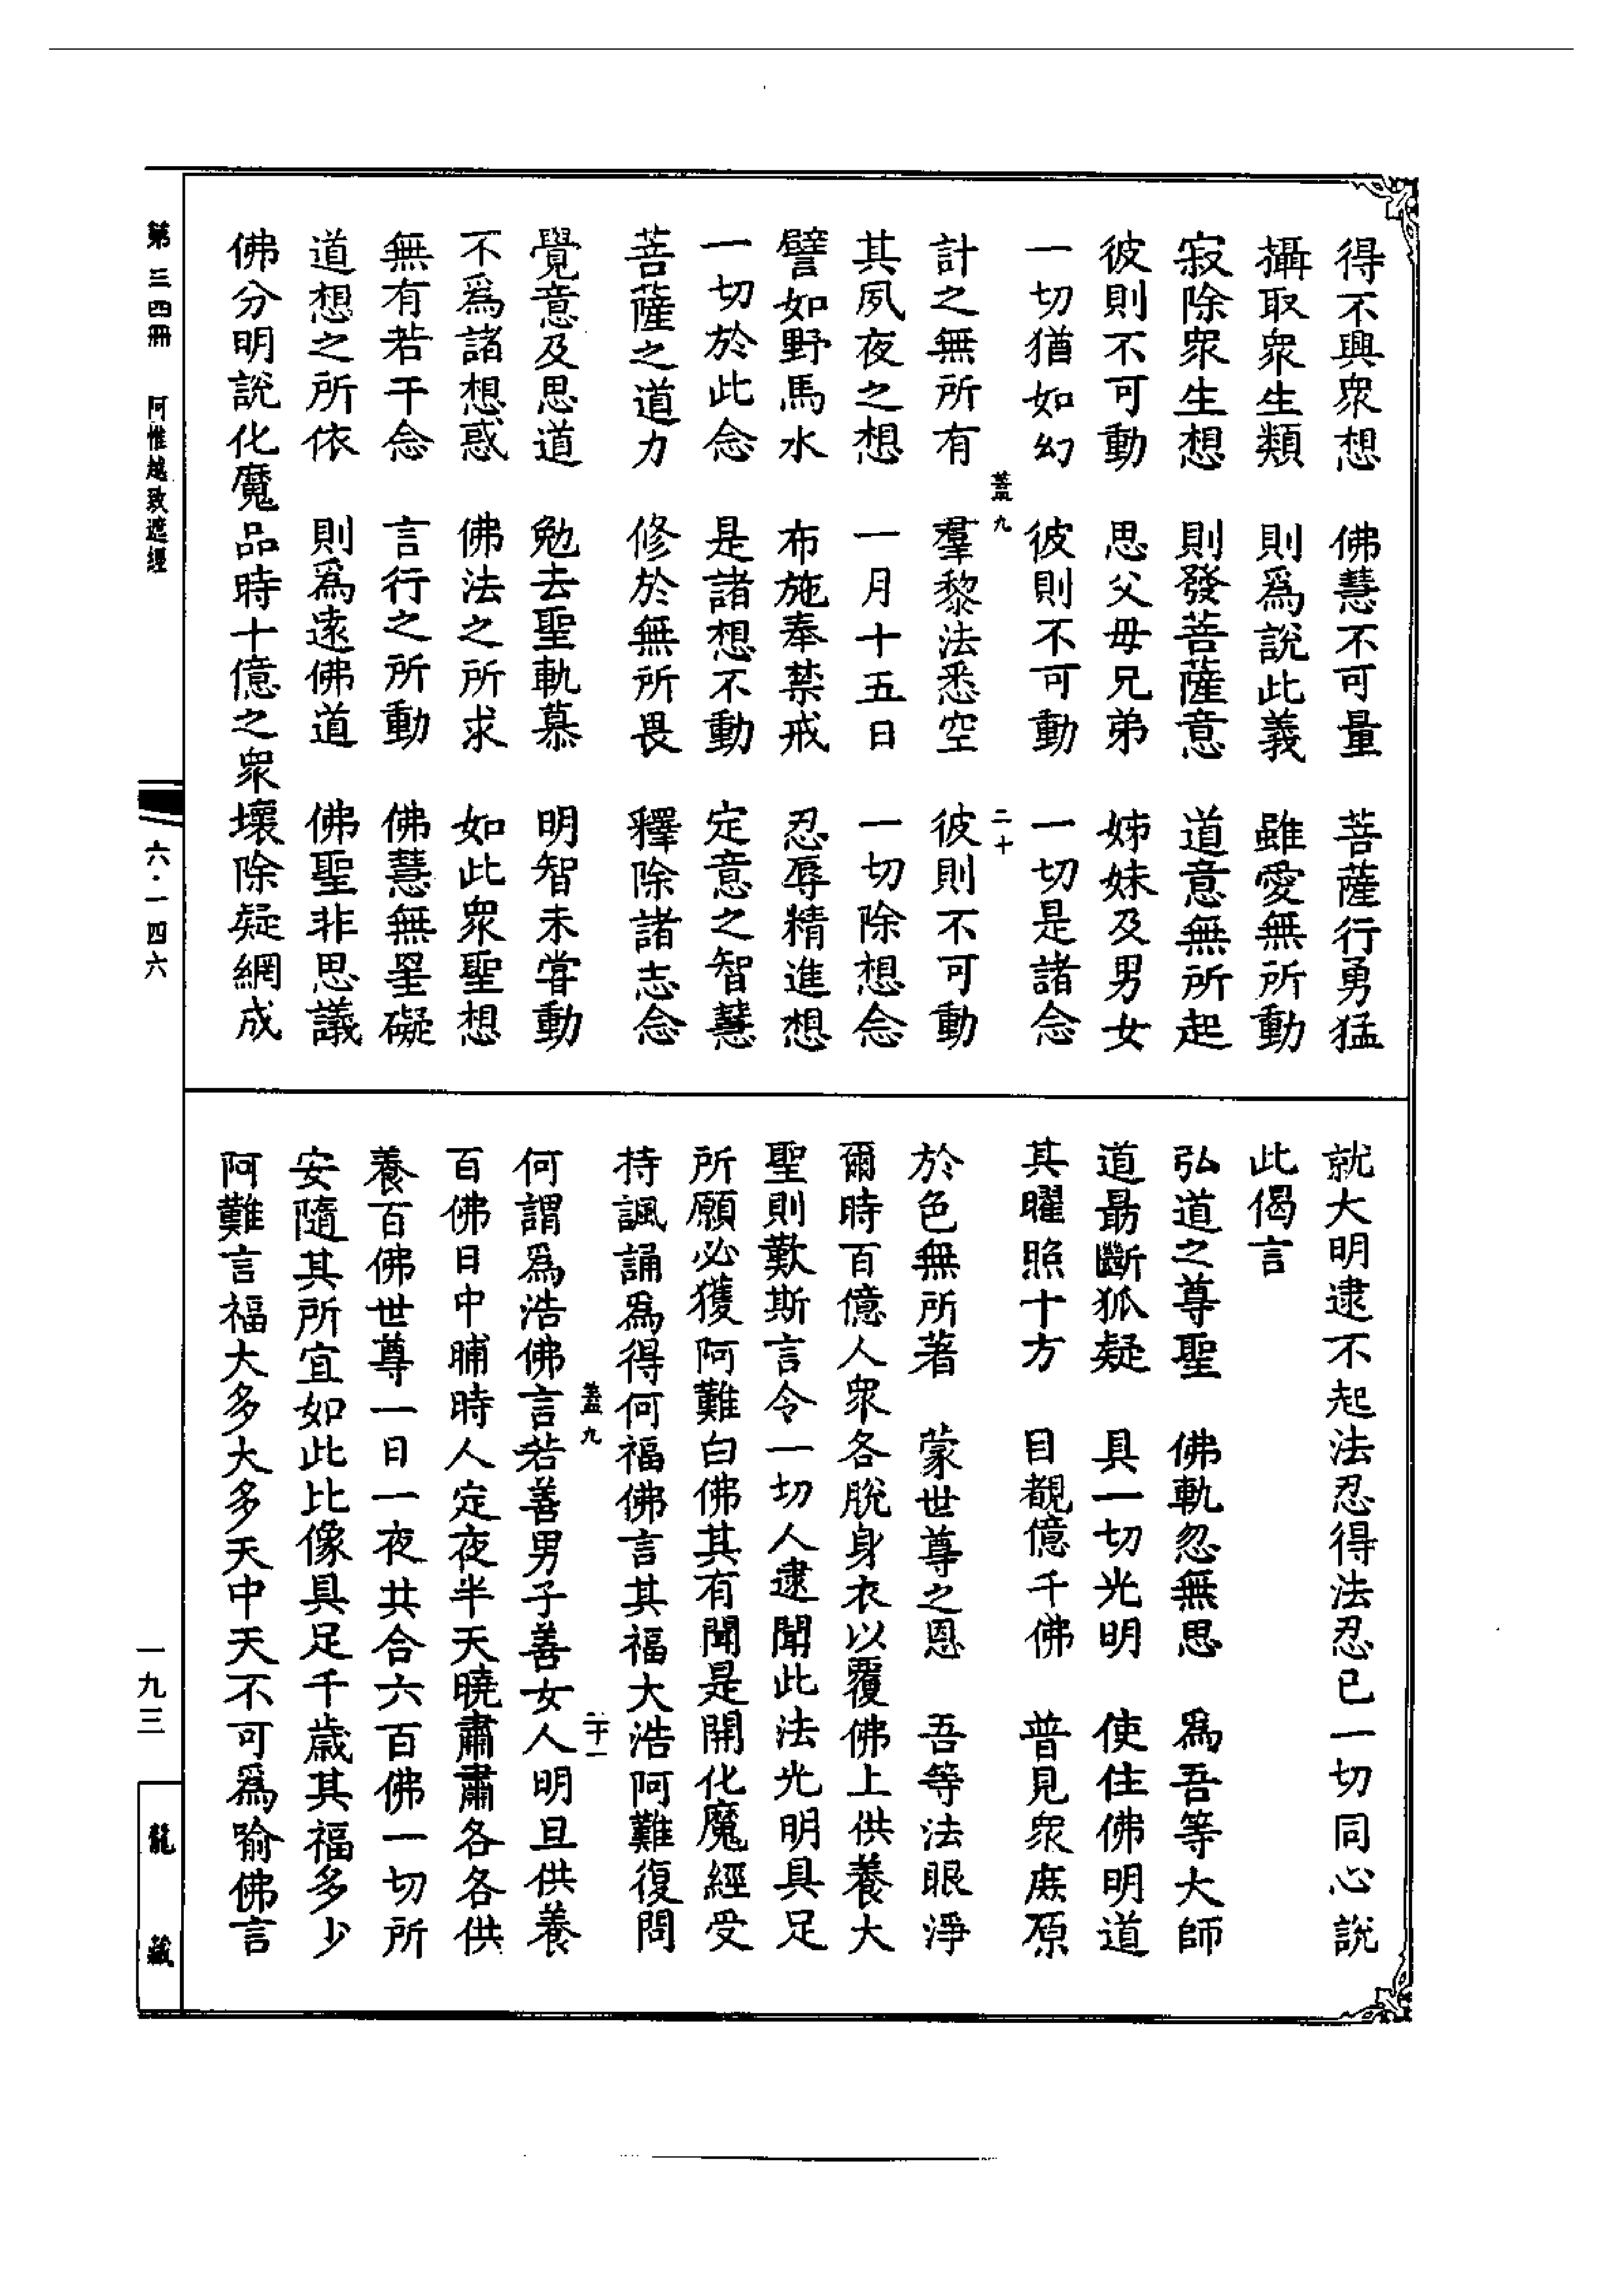 得不興衆想　佛慧不可量　菩薩行勇猛
攝取衆生類　則爲說此義　雖愛無所動
寂除衆生想　則發菩薩意　道意無所起
彼則不可動　思父母兄弟　姊妹及男女
一切猶如幻　彼則不可動　一切是諸念
蓋九　二十
計之無所有　羣黎法悉空　彼則不可動
其夙夜之想　一月十五日　一切除想念
譬如野馬水　布施奉禁戒　忍辱精進想
一切於此念　是諸想不動　定意之智慧
菩薩之道力　修於無所畏　釋除諸志念
覺意及思道　勉去聖軌慕　明智未甞動
不爲諸想惑　佛法之所求　如此衆聖想
無有若干念　言行之所動　佛慧無罣礙
道想之所依　則爲遠佛道　佛聖非思議
佛分明說化魔品時十億之衆壞除疑網成
就大明逮不起法忍得法忍已一切同心說
此偈言
弘道之尊聖　佛軌忽無思　爲吾等大師
道最斷狐疑　具一切光明　使住佛明道
其曜照十方　目覩億千佛　普見衆庶原
於色無所著　蒙世尊之恩　吾等法眼淨
爾時百億人衆各脫身衣以覆佛上供養大
聖則歎斯言令一切人逮聞此法光明具足
所願必獲阿難白佛其有聞是開化魔經受
持諷誦爲得何福佛言其福大浩阿難復問
蓋九　二十一
何謂爲浩佛言若善男子善女人明旦供養
百佛日中晡時人定夜半天曉肅肅各各供
養百佛世尊一日一夜共合六百佛一切所
安隨其所宜如此比像具足千歲其福多少
阿難言福大多大多天中天不可爲喻佛言
第三四冊　阿惟越致遮經
六·一四六
一九三
龍藏